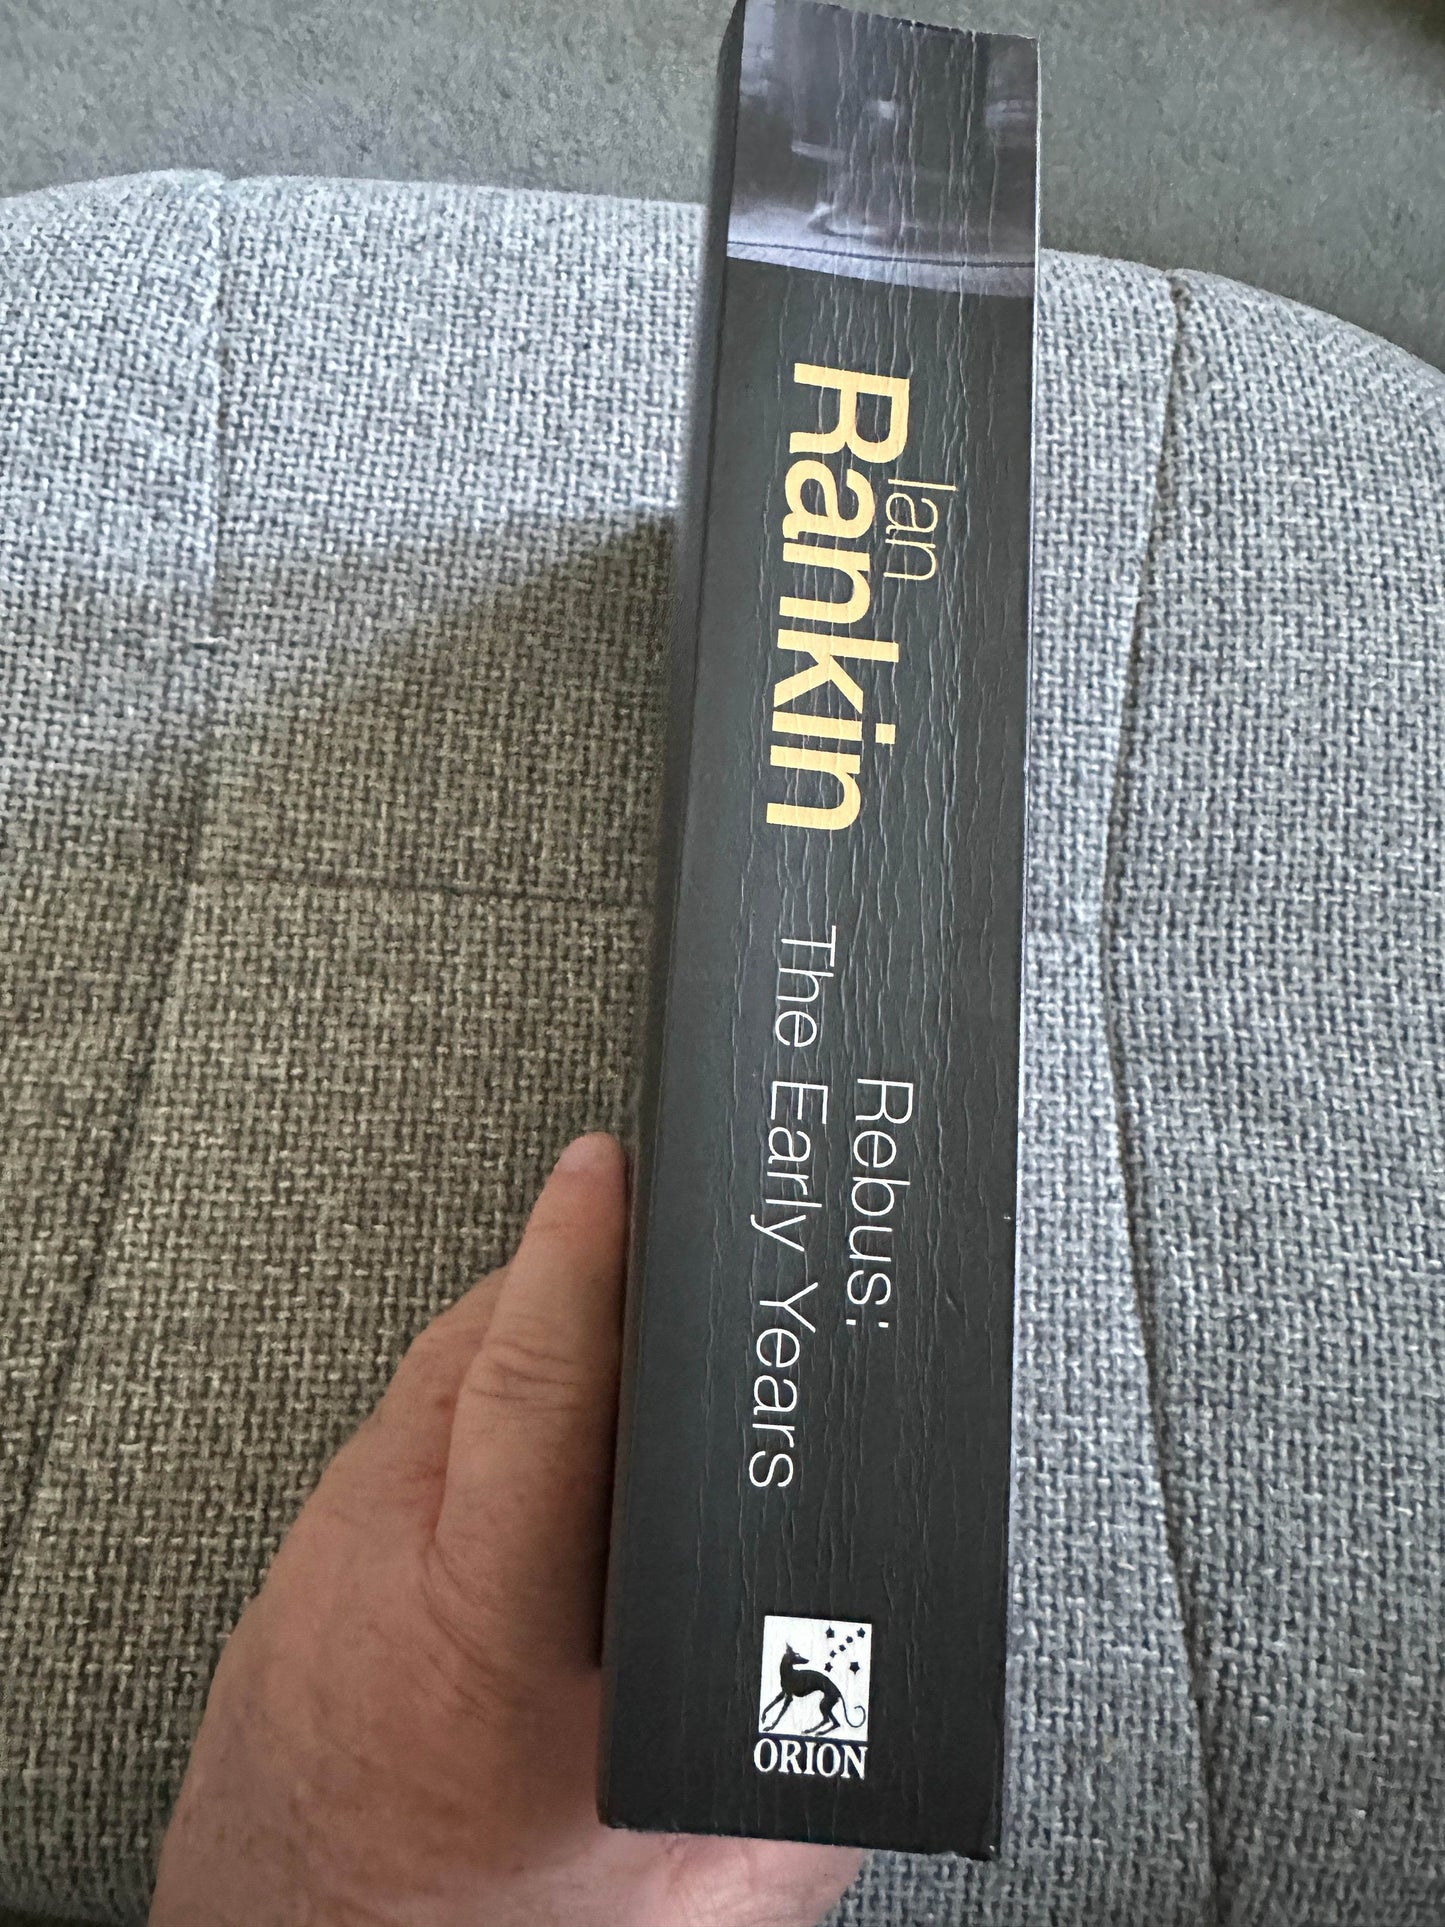 Ian
Rankin
Rebus:
The Early Years
ORION